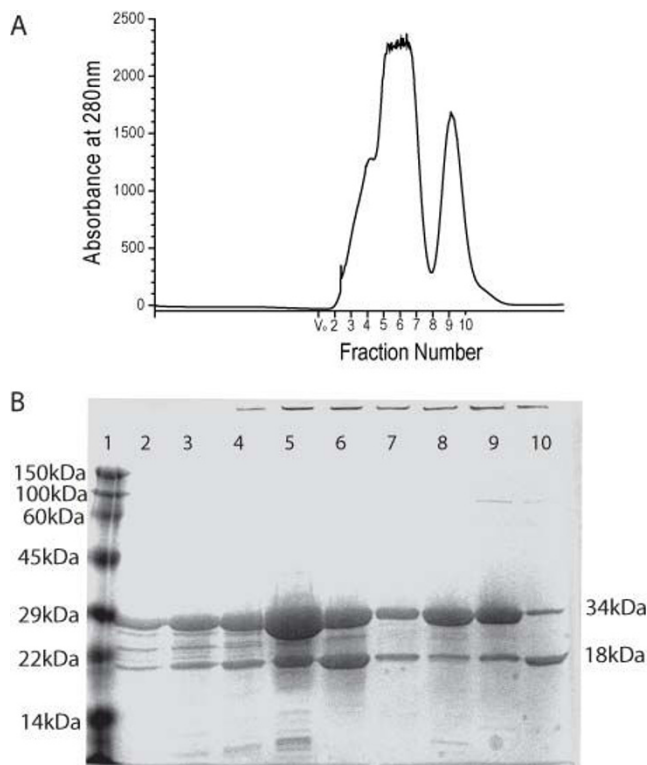 A
2500
2000
1500
1000
500
0
Absorbance at 280nm
V₀ 2 3 4 5 6 7 8 9 10
Fraction Number
B
1 2 3 4 5 6 7 8 9 10
150kDa
100kDa
60kDa
45kDa
29kDa
22kDa
14kDa
34kDa
18kDa